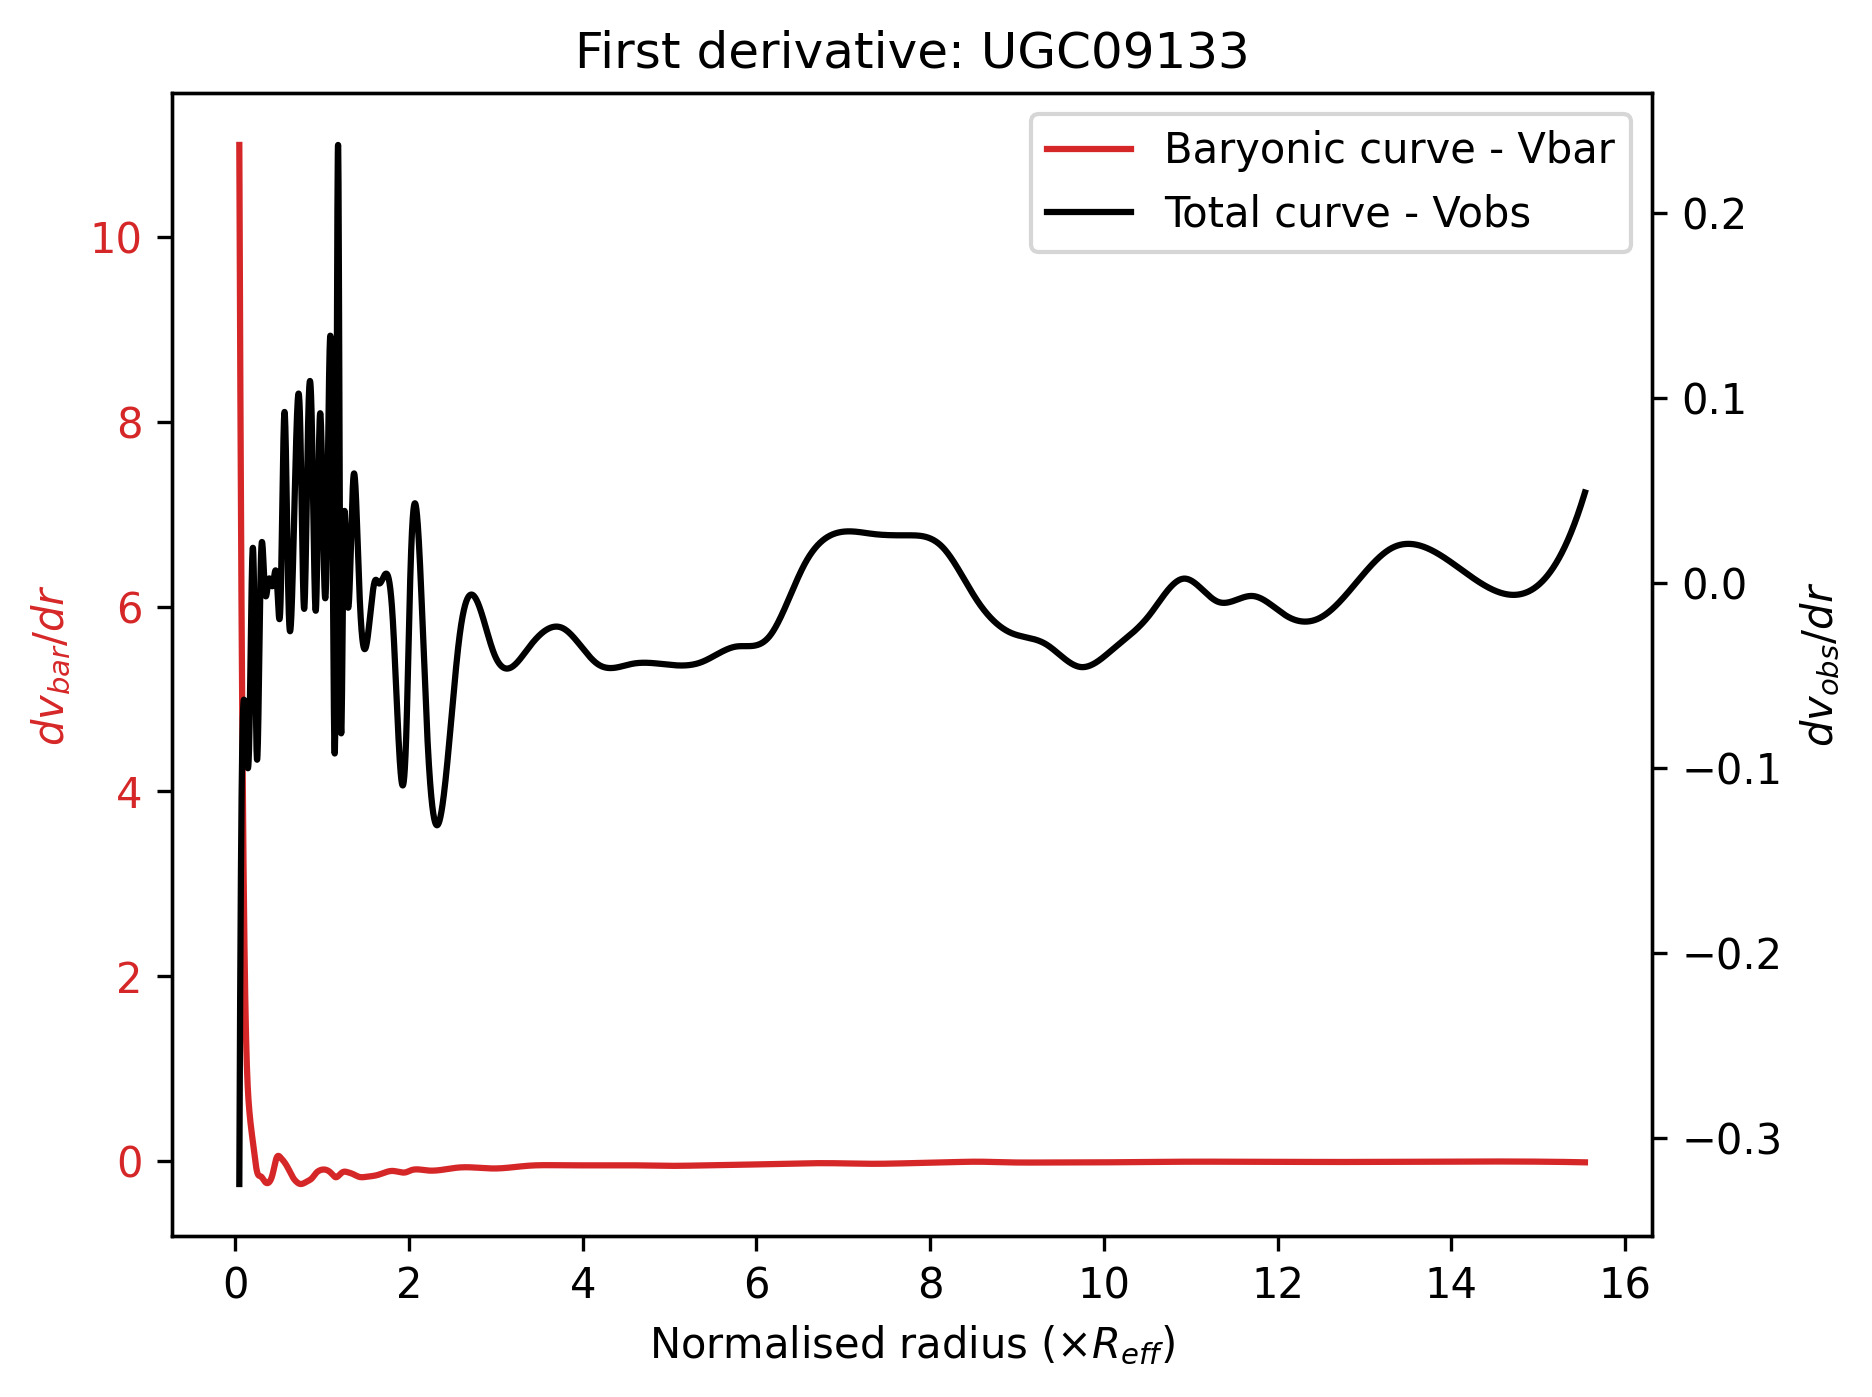 First derivative: UGC09133
Baryonic curve - Vbar
Total curve - Vobs
10
8
6
4
2
0
dv_bar/dr
0.2
0.1
0.0
−0.1
−0.2
−0.3
dv_obs/dr
0 2 4 6 8 10 12 14 16
Normalised radius (×R_eff)